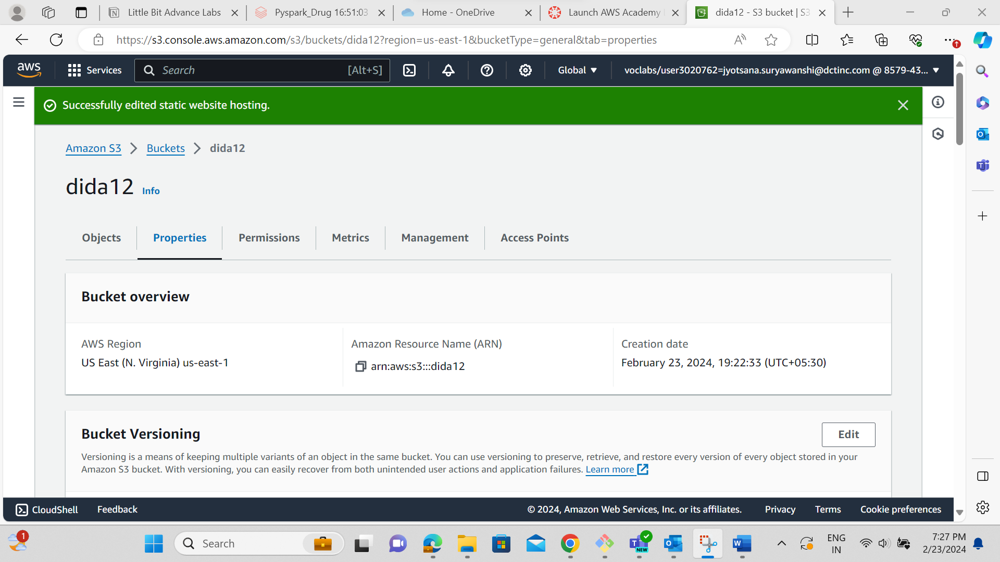 Little Bit Advance Labs
Pyspark_Drug 16:51:03
Home - OneDrive
Launch AWS Academy
dida12 - S3 bucket | S3
https://s3.console.aws.amazon.com/s3/buckets/dida12?region=us-east-1&bucketType=general&tab=properties
aws
Services
Search
[Alt+S]
Global
voclabs/user3020762=jyotsana.suryawanshi@dctinc.com @ 8579-43...
Successfully edited static website hosting.
Amazon S3
Buckets
dida12
dida12
Info
Objects
Properties
Permissions
Metrics
Management
Access Points
Bucket overview
AWS Region
US East (N. Virginia) us-east-1
Amazon Resource Name (ARN)
arn:aws:s3:::dida12
Creation date
February 23, 2024, 19:22:33 (UTC+05:30)
Bucket Versioning
Edit
Versioning is a means of keeping multiple variants of an object in the same bucket. You can use versioning to preserve, retrieve, and restore every version of every object stored in your
Amazon S3 bucket. With versioning, you can easily recover from both unintended user actions and application failures. Learn more
CloudShell
Feedback
© 2024, Amazon Web Services, Inc. or its affiliates.
Privacy
Terms
Cookie preferences
1
Search
NEW
ENG
IN
7:27 PM
2/23/2024